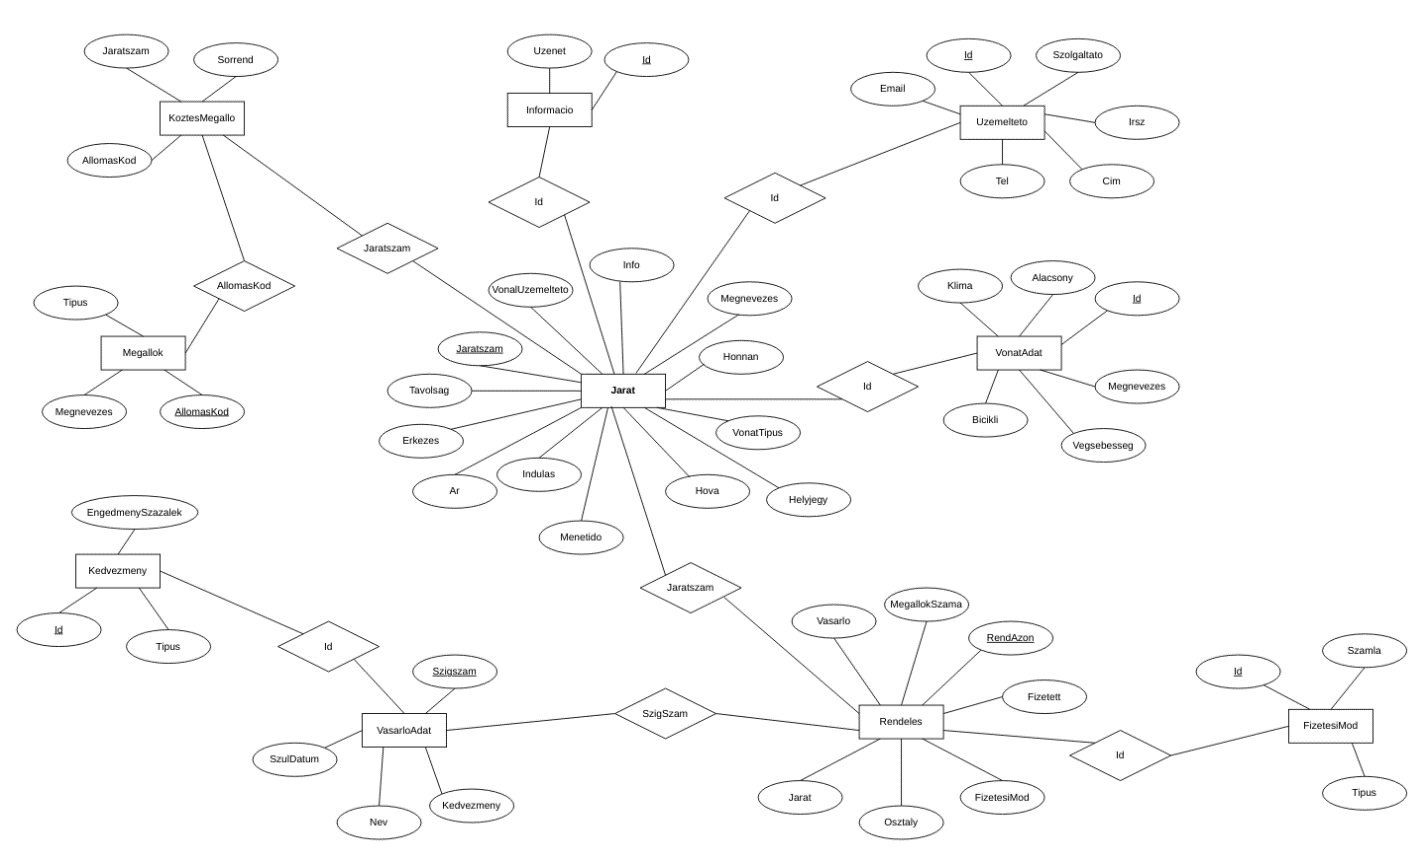 Jaratszam
Sorrend
KoztesMegallo
AllomasKod
Uzenet
Id
Informacio
Id
Id
Szolgaltato
Email
Uzemelteto
Irsz
Tel
Cim
Id
Jaratszam
AllomasKod
Tipus
Megallok
Megnevezes
AllomasKod
Info
VonalUzemelteto
Megnevezes
Jaratszam
Honnan
Tavolsag
Jarat
Erkezes
VonatTipus
Ar
Indulas
Hova
Helyjegy
Menetido
Klima
Alacsony
Id
VonatAdat
Id
Megnevezes
Bicikli
Vegsebesseg
EngedmenySzazalek
Kedvezmeny
Id
Tipus
Id
Jaratszam
Szigszam
VasarloAdat
SzulDatum
Kedvezmeny
Nev
SzigSzam
Vasarlo
MegallokSzama
RendAzon
Fizetett
Rendeles
Jarat
Osztaly
FizetesiMod
Id
Id
Szamla
FizetesiMod
Tipus